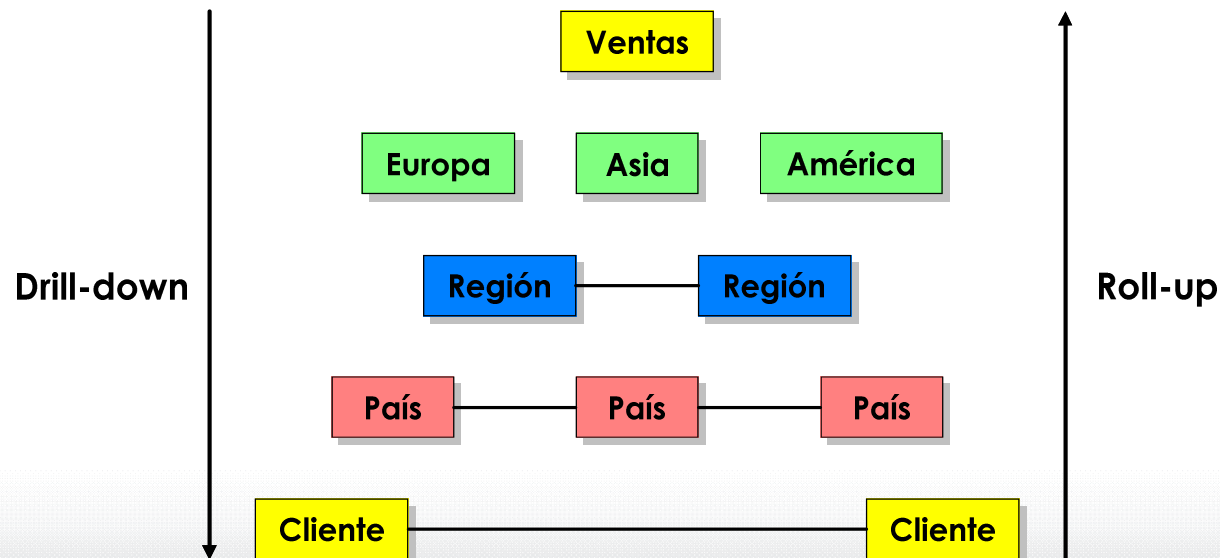 Ventas
Europa Asia América
Drill-down Región Región Roll-up
País País País
Cliente Cliente